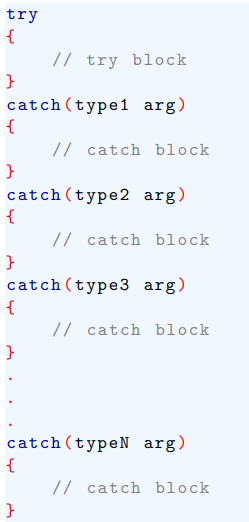 try
{
    // try block
}
catch(type1 arg)
{
    // catch block
}
catch(type2 arg)
{
    // catch block
}
catch(type3 arg)
{
    // catch block
}
.
.
.
catch(typeN arg)
{
    // catch block
}